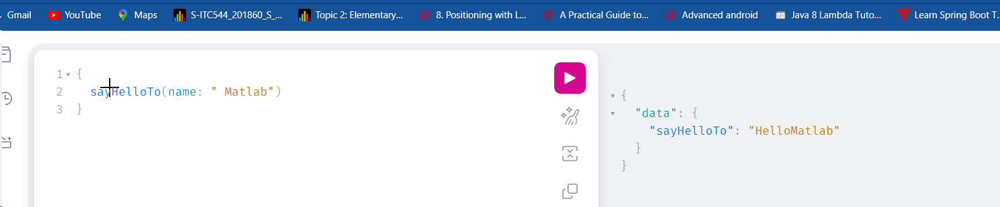 Gmail YouTube Maps S-ITC544_201860_S_... Topic 2: Elementary... 8. Positioning with L... A Practical Guide to... Advanced android Java 8 Lambda Tuto... Learn Spring Boot T...
1 {
2 sayHelloTo(name: " Matlab")
3 }
{
"data": {
"sayHelloTo": "HelloMatlab"
}
}